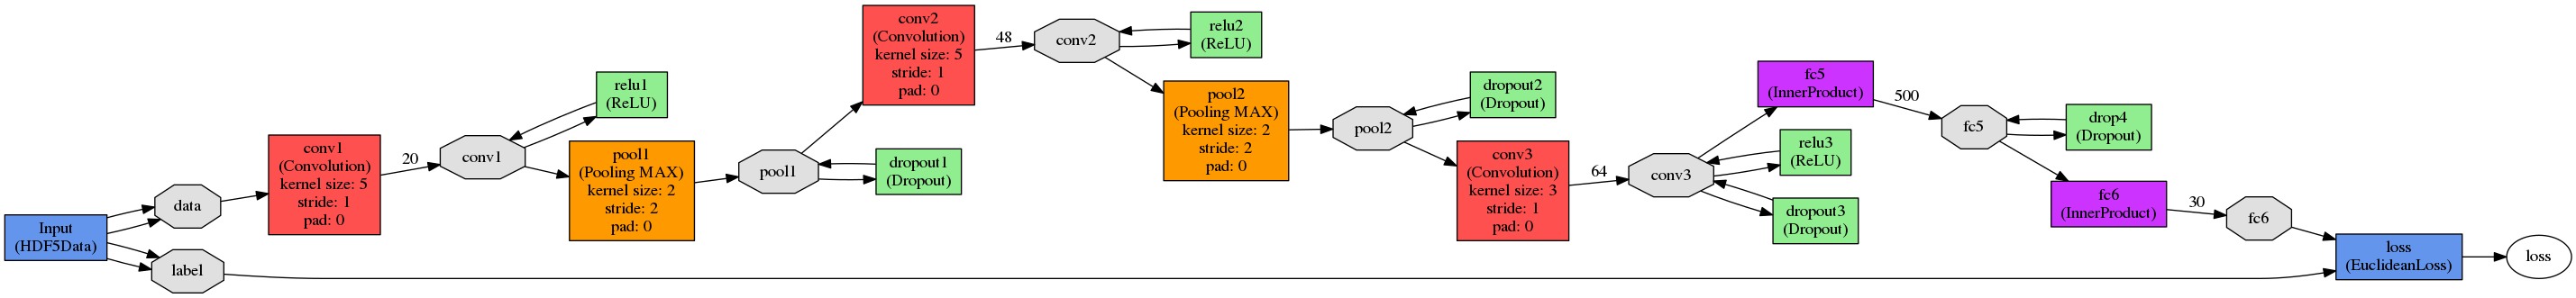 Input
(HDF5Data)
data
label
conv1
(Convolution)
kernel size: 5
stride: 1
pad: 0
20
conv1
relu1
(ReLU)
pool1
(Pooling MAX)
kernel size: 2
stride: 2
pad: 0
pool1
dropout1
(Dropout)
conv2
(Convolution)
kernel size: 5
stride: 1
pad: 0
48
conv2
relu2
(ReLU)
pool2
(Pooling MAX)
kernel size: 2
stride: 2
pad: 0
pool2
dropout2
(Dropout)
conv3
(Convolution)
kernel size: 3
stride: 1
pad: 0
64
conv3
fc5
(InnerProduct)
relu3
(ReLU)
dropout3
(Dropout)
500
fc5
drop4
(Dropout)
fc6
(InnerProduct)
30
fc6
loss
(EuclideanLoss)
loss